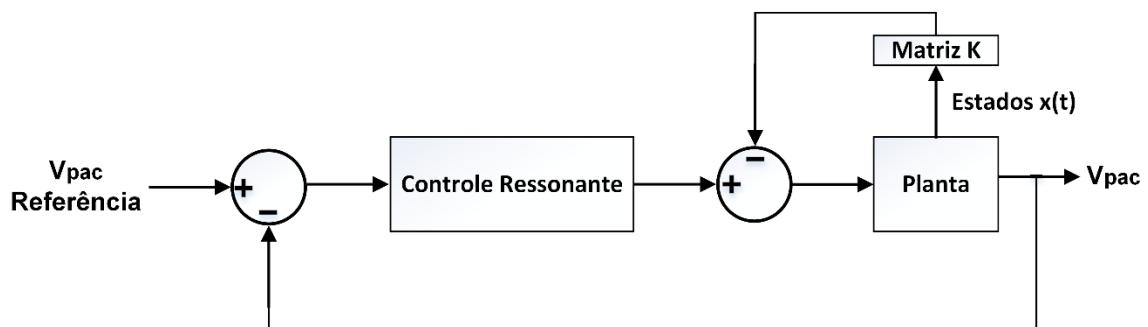 Matriz K
Estados x(t)
Vpac
Referência
+
−
Controle Ressonante
+
−
Planta
Vpac